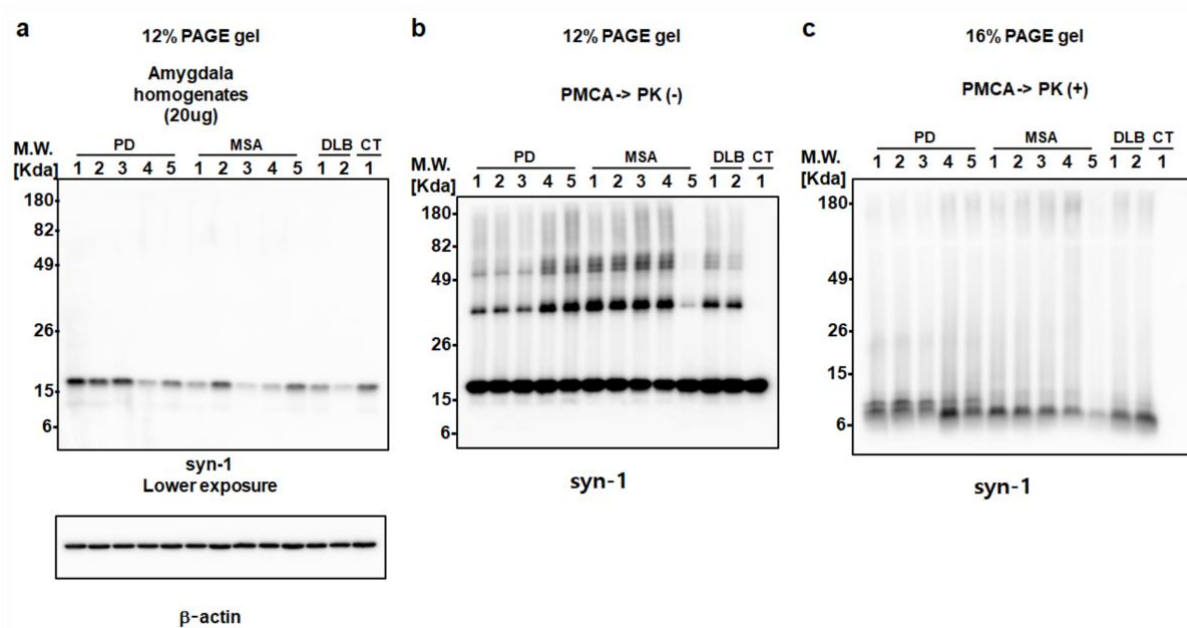 a
12% PAGE gel
Amygdala
homogenates
(20ug)
M.W.
[Kda]
PD MSA DLB CT
1 2 3 4 5 1 2 3 4 5 1 2 1
180
82
49
26
15
6
syn-1
Lower exposure
β-actin
b
12% PAGE gel
PMCA-> PK (-)
M.W.
[Kda]
PD MSA DLB CT
1 2 3 4 5 1 2 3 4 5 1 2 1
180
82
49
26
15
6
syn-1
c
16% PAGE gel
PMCA-> PK (+)
M.W.
[Kda]
PD MSA DLB CT
1 2 3 4 5 1 2 3 4 5 1 2 1
180
49
26
15
6
syn-1